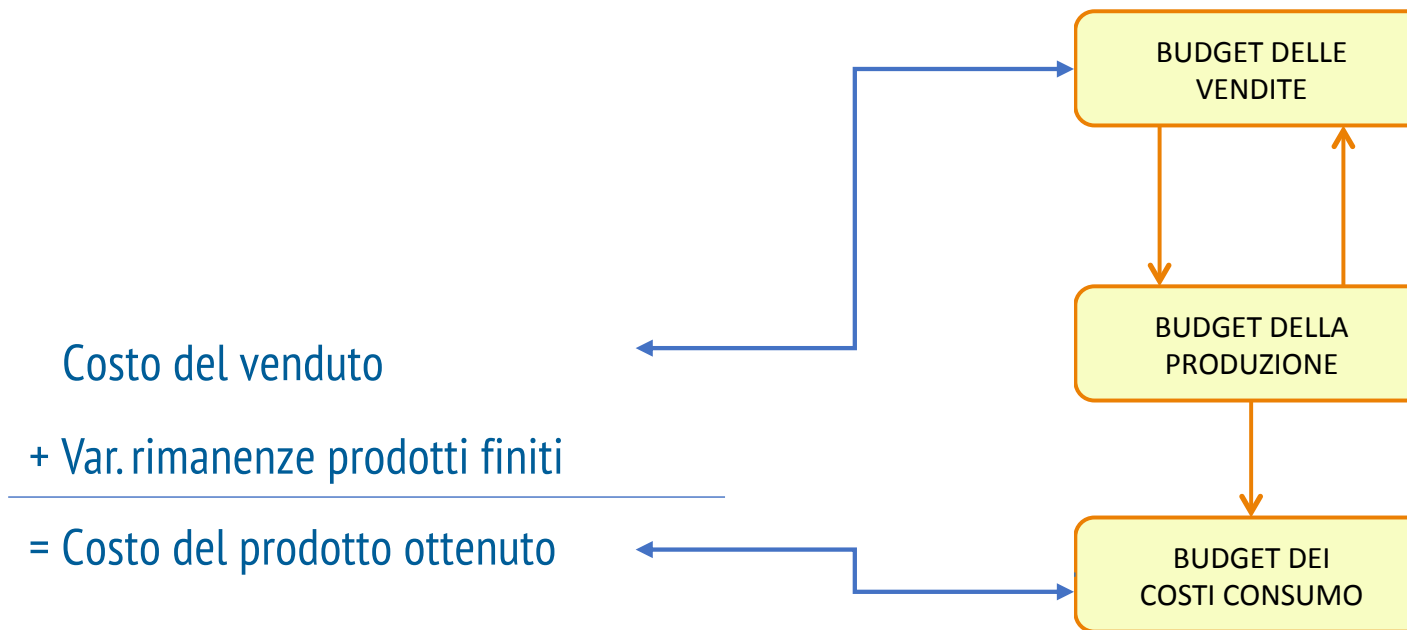 BUDGET DELLE
VENDITE
BUDGET DELLA
PRODUZIONE
Costo del venduto
+ Var. rimanenze prodotti finiti
= Costo del prodotto ottenuto
BUDGET DEI
COSTI CONSUMO